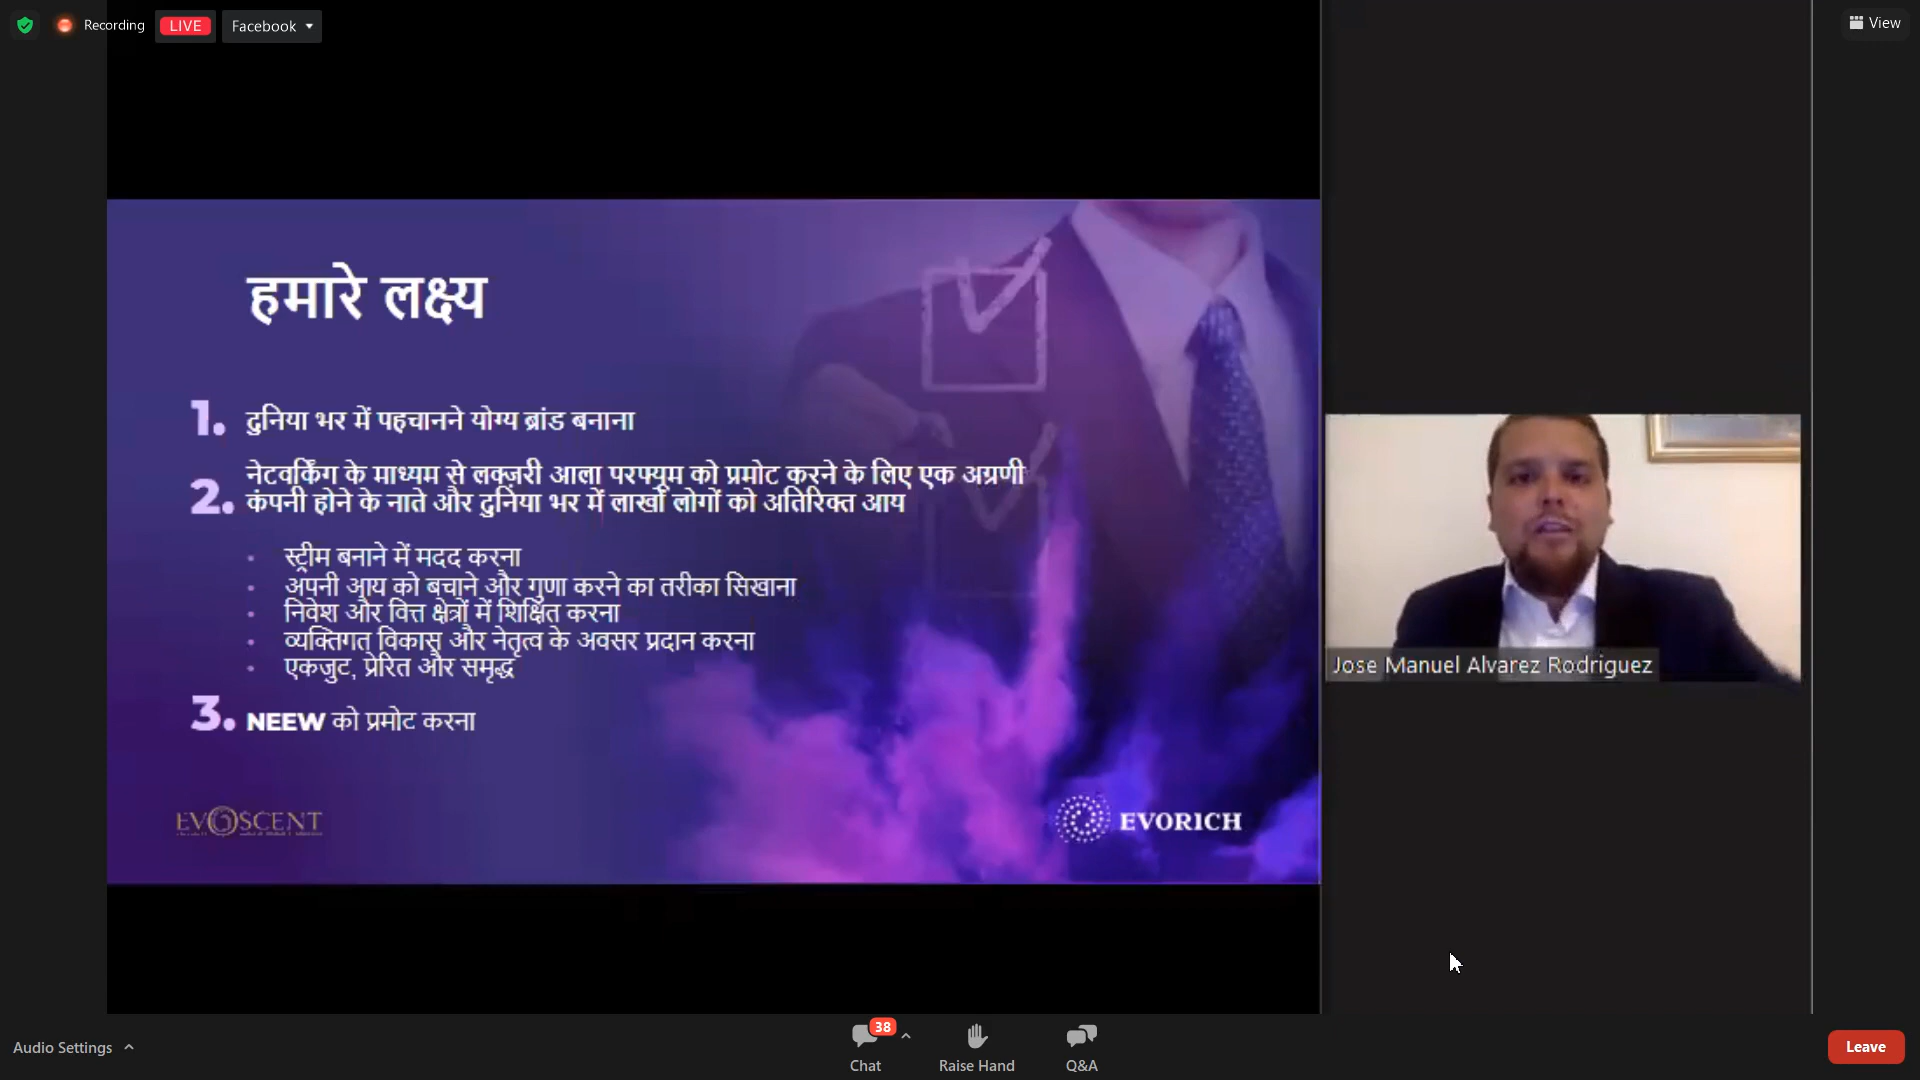 Recording
LIVE
Facebook
View
हमारे लक्ष्य
1. दुनिया भर में पहचानने योग्य ब्रांड बनाना
2. नेटवर्किंग के माध्यम से लक्ज़री आला परफ्यूम को प्रमोट करने के लिए एक अग्रणी
कंपनी होने के नाते और दुनिया भर में लाखों लोगों को अतिरिक्त आय
• स्ट्रीम बनाने में मदद करना
• अपनी आय को बचाने और गुणा करने का तरीका सिखाना
• निवेश और वित्त क्षेत्रों में शिक्षित करना
• व्यक्तिगत विकास और नेतृत्व के अवसर प्रदान करना
• एकजुट, प्रेरित और समृद्ध
3. NEEW को प्रमोट करना
EVOSCENT
EVORICH
Jose Manuel Alvarez Rodriguez
Audio Settings
38
Chat
Raise Hand
Q&A
Leave